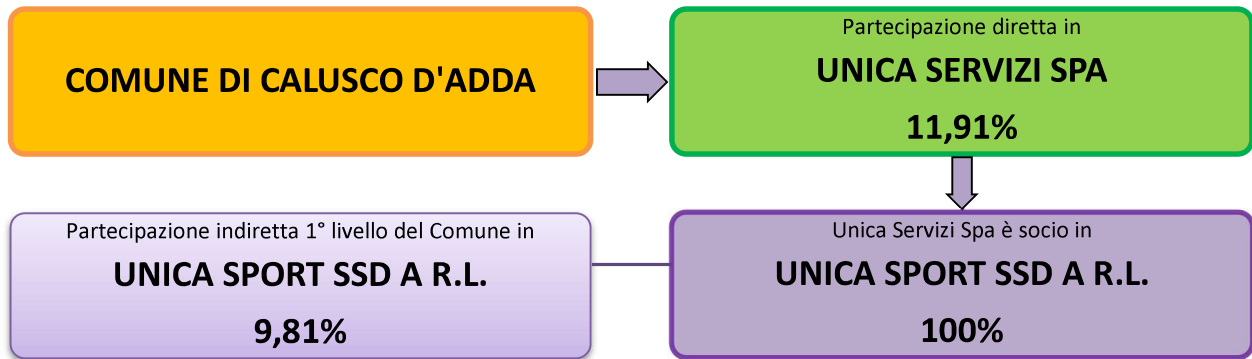 COMUNE DI CALUSCO D'ADDA
Partecipazione diretta in
UNICA SERVIZI SPA
11,91%
Partecipazione indiretta 1° livello del Comune in
UNICA SPORT SSD A R.L.
9,81%
Unica Servizi Spa è socio in
UNICA SPORT SSD A R.L.
100%